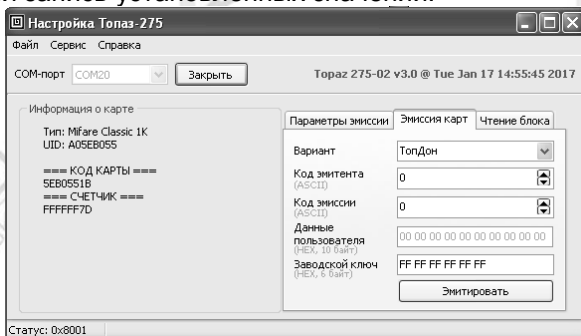 и запись установленных значений.
Настройка Топаз-275
Файл Сервис Справка
COM-порт COM20 Закрыть Topaz 275-02 v3.0 @ Tue Jan 17 14:55:45 2017
Информация о карте
Тип: Mifare Classic 1K
UID: A05EB055
=== КОД КАРТЫ ===
5EB0551B
=== СЧЕТЧИК ===
FFFFFF7D
Параметры эмиссии Эмиссия карт Чтение блока
Вариант ТопДон
Код эмитента 0
(ASCII)
Код эмиссии 0
(ASCII)
Данные
пользователя 00 00 00 00 00 00 00 00 00 00
(HEX, 10 байт)
Заводской ключ FF FF FF FF FF FF
(HEX, 6 байт)
Эмитировать
Статус: 0x8001